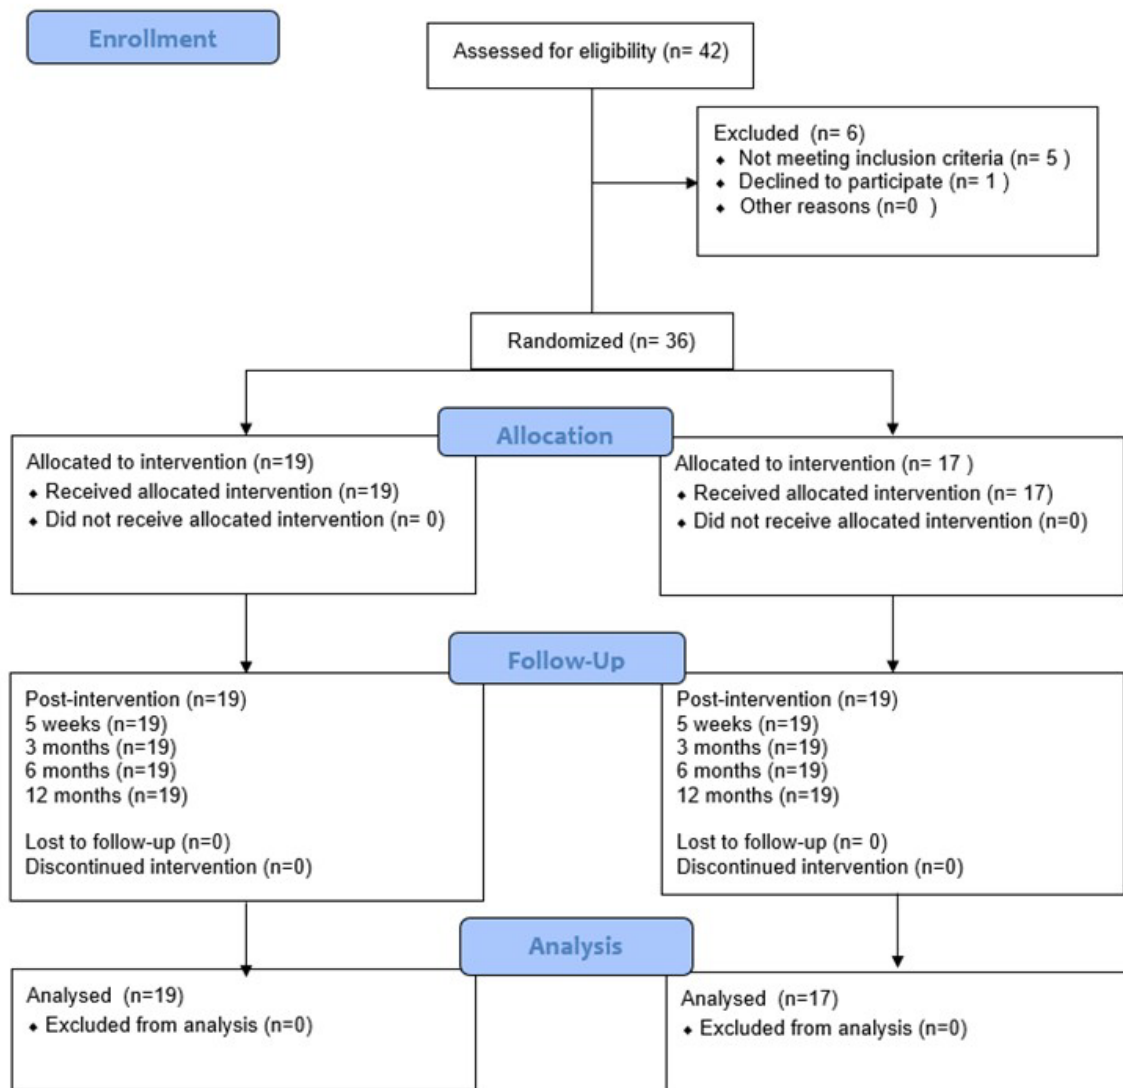 Enrollment
Assessed for eligibility (n= 42)
Excluded (n= 6)
⬥ Not meeting inclusion criteria (n= 5 )
⬥ Declined to participate (n= 1 )
⬥ Other reasons (n=0 )
Randomized (n= 36)
Allocation
Allocated to intervention (n=19)
⬥ Received allocated intervention (n=19)
⬥ Did not receive allocated intervention (n= 0)
Allocated to intervention (n= 17 )
⬥ Received allocated intervention (n= 17)
⬥ Did not receive allocated intervention (n=0)
Follow-Up
Post-intervention (n=19)
5 weeks (n=19)
3 months (n=19)
6 months (n=19)
12 months (n=19)
Lost to follow-up (n=0)
Discontinued intervention (n=0)
Post-intervention (n=19)
5 weeks (n=19)
3 months (n=19)
6 months (n=19)
12 months (n=19)
Lost to follow-up (n= 0)
Discontinued intervention (n=0)
Analysis
Analysed (n=19)
⬥ Excluded from analysis (n=0)
Analysed (n=17)
⬥ Excluded from analysis (n=0)